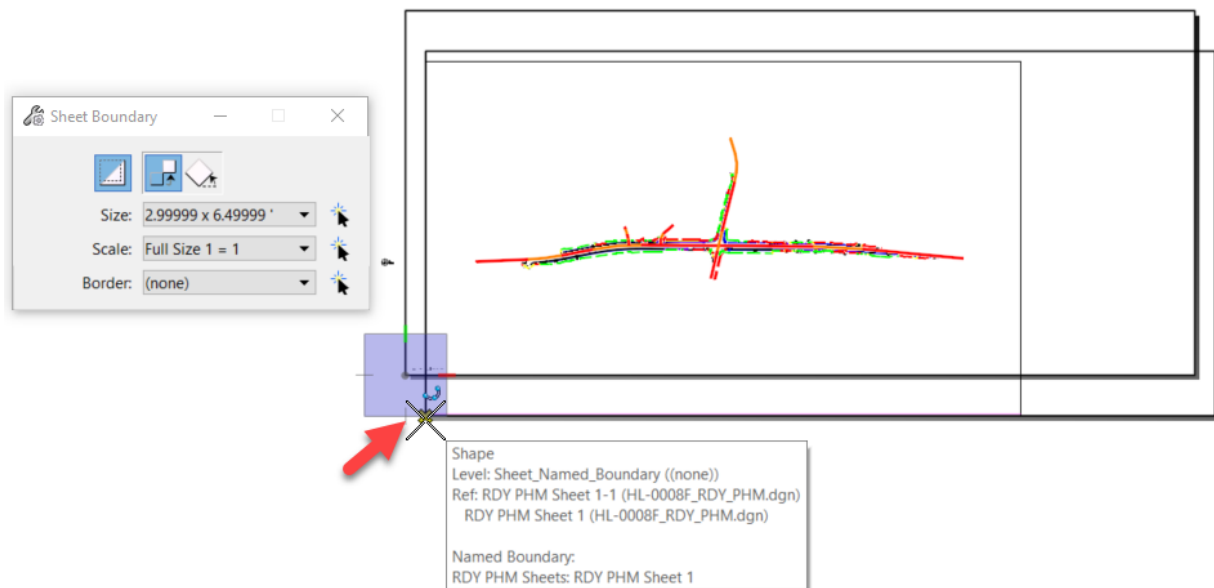 Sheet Boundary
Size: 2.99999 x 6.49999 '
Scale: Full Size 1 = 1
Border: (none)
Shape
Level: Sheet_Named_Boundary ((none))
Ref: RDY PHM Sheet 1-1 (HL-0008F_RDY_PHM.dgn)
RDY PHM Sheet 1 (HL-0008F_RDY_PHM.dgn)
Named Boundary:
RDY PHM Sheets: RDY PHM Sheet 1